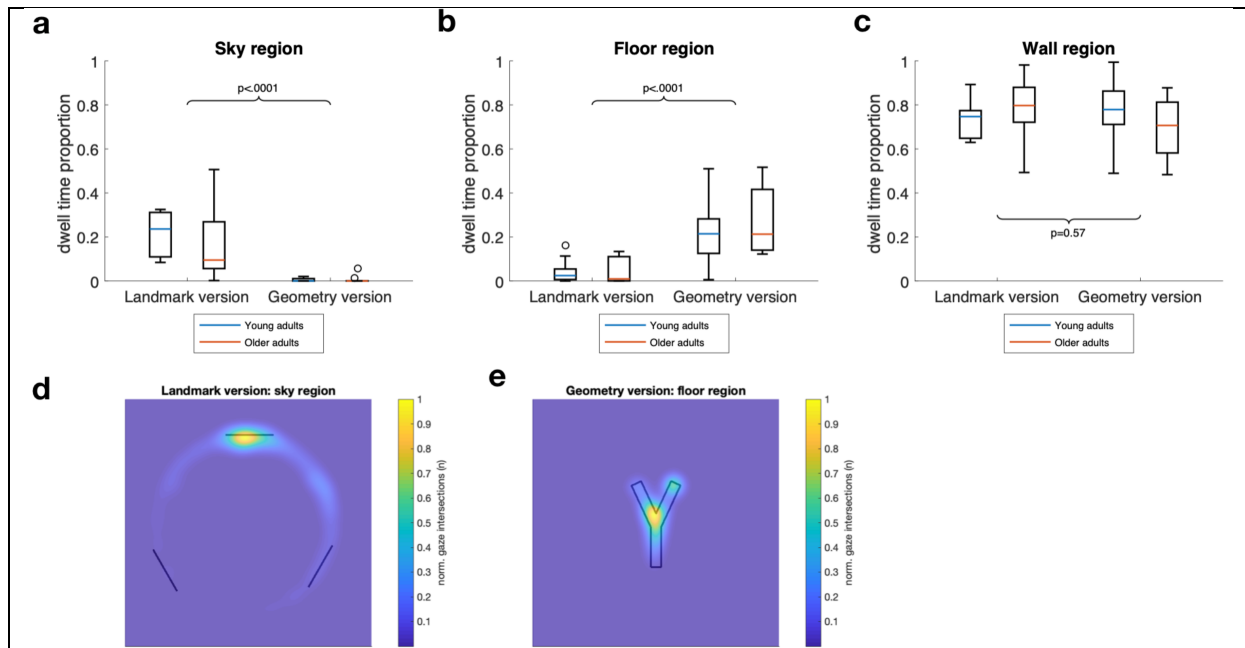 a
Sky region
dwell time proportion
1
0.8
0.6
0.4
0.2
0
p<.0001
Landmark version
Geometry version
Young adults
Older adults
b
Floor region
dwell time proportion
1
0.8
0.6
0.4
0.2
0
p<.0001
Landmark version
Geometry version
Young adults
Older adults
c
Wall region
dwell time proportion
1
0.8
0.6
0.4
0.2
0
p=0.57
Landmark version
Geometry version
Young adults
Older adults
d
Landmark version: sky region
1
0.9
0.8
0.7
0.6
0.5
0.4
0.3
0.2
0.1
norm. gaze intersections (n)
e
Geometry version: floor region
1
0.9
0.8
0.7
0.6
0.5
0.4
0.3
0.2
0.1
norm. gaze intersections (n)